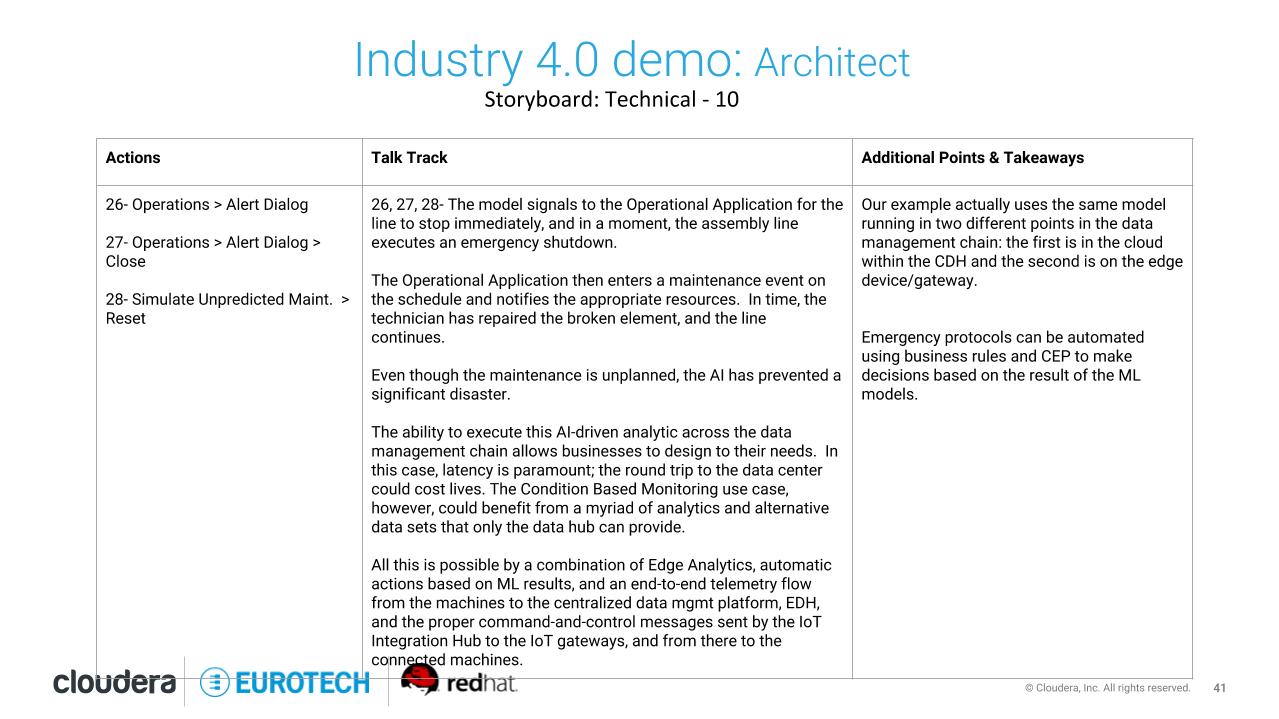 Industry 4.0 demo: Architect
Storyboard: Technical - 10
Actions
Talk Track
Additional Points & Takeaways
26- Operations > Alert Dialog
27- Operations > Alert Dialog >
Close
28- Simulate Unpredicted Maint.  >
Reset
26, 27, 28- The model signals to the Operational Application for the
line to stop immediately, and in a moment, the assembly line
executes an emergency shutdown.
The Operational Application then enters a maintenance event on
the schedule and notifies the appropriate resources.  In time, the
technician has repaired the broken element, and the line
continues.
Even though the maintenance is unplanned, the AI has prevented a
significant disaster.
The ability to execute this AI-driven analytic across the data
management chain allows businesses to design to their needs.  In
this case, latency is paramount; the round trip to the data center
could cost lives. The Condition Based Monitoring use case,
however, could benefit from a myriad of analytics and alternative
data sets that only the data hub can provide.
All this is possible by a combination of Edge Analytics, automatic
actions based on ML results, and an end-to-end telemetry flow
from the machines to the centralized data mgmt platform, EDH,
and the proper command-and-control messages sent by the IoT
Integration Hub to the IoT gateways, and from there to the
connected machines.
Our example actually uses the same model
running in two different points in the data
management chain: the first is in the cloud
within the CDH and the second is on the edge
device/gateway.
Emergency protocols can be automated
using business rules and CEP to make
decisions based on the result of the ML
models.
cloudera
EUROTECH
redhat.
© Cloudera, Inc. All rights reserved.
41